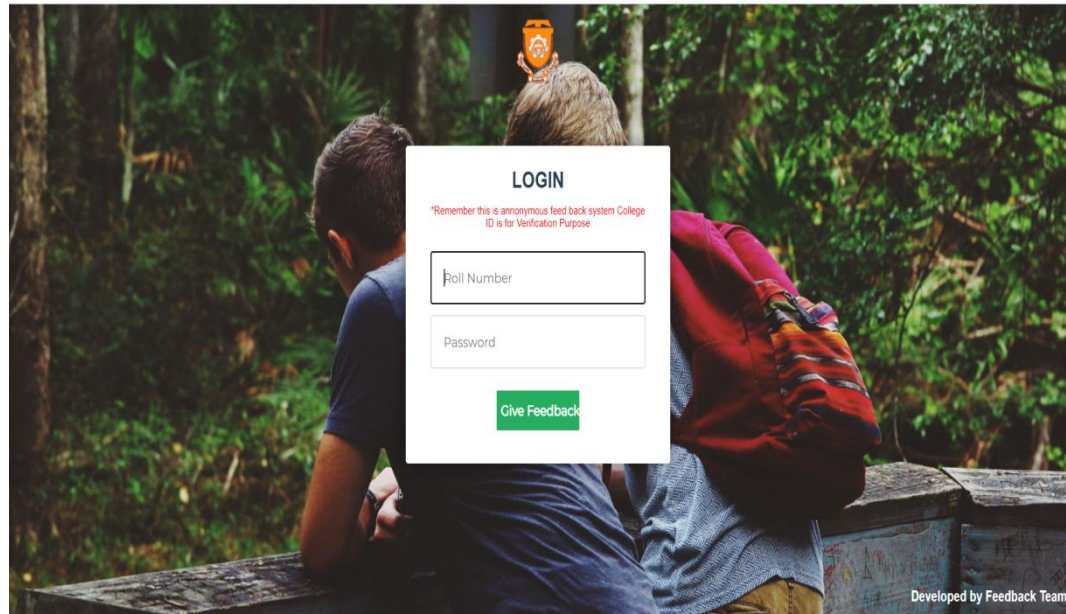 LOGIN
*Remember this is annonymous feed back system College
ID is for Verification Purpose
Roll Number
Password
Give Feedback
Developed by Feedback Team